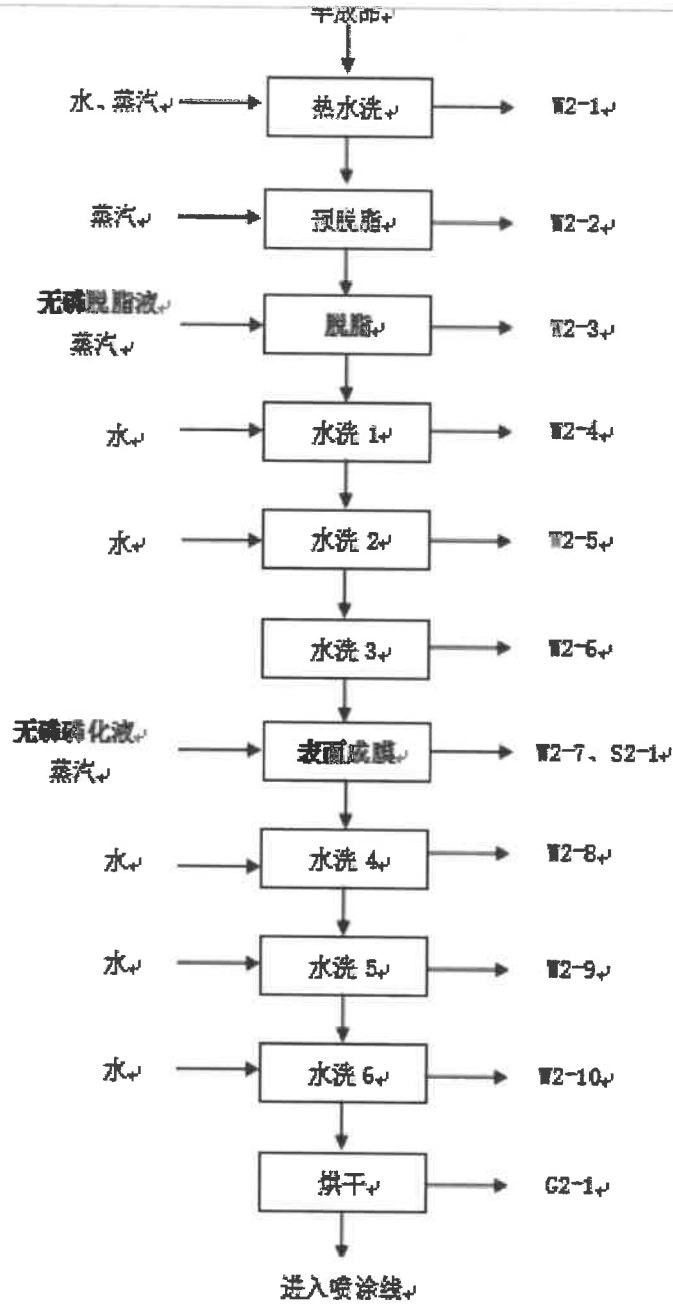 半成品
水、蒸汽
热水洗
W2-1
蒸汽
预脱脂
W2-2
无磷脱脂液
蒸汽
脱脂
W2-3
水
水洗 1
W2-4
水
水洗 2
W2-5
水洗 3
W2-6
无磷磷化液
蒸汽
表面成膜
W2-7、S2-1
水
水洗 4
W2-8
水
水洗 5
W2-9
水
水洗 6
W2-10
烘干
G2-1
进入喷涂线